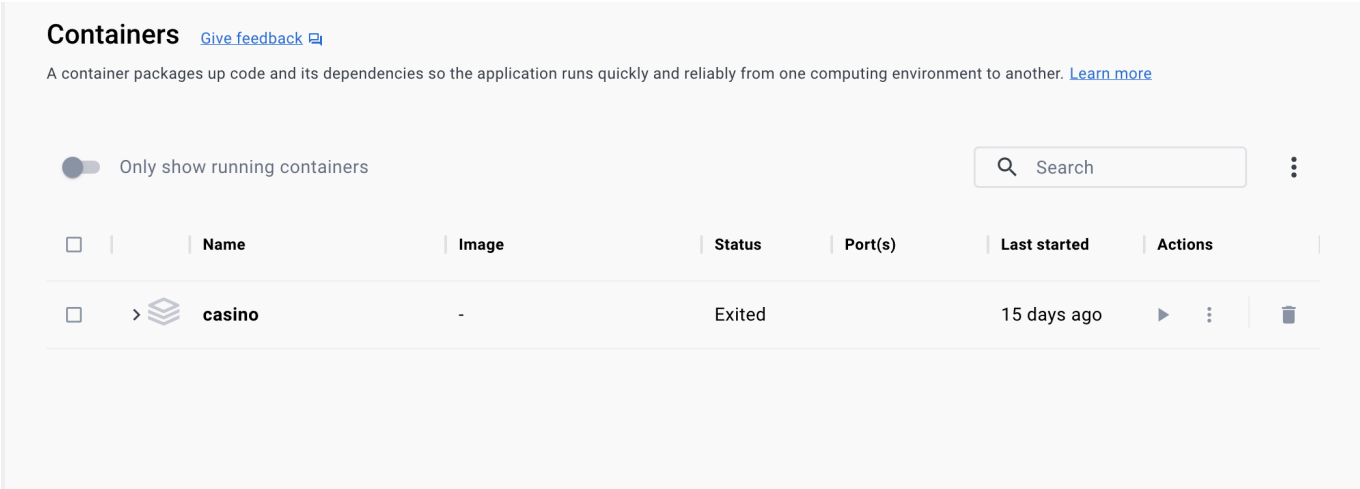 Containers Give feedback
A container packages up code and its dependencies so the application runs quickly and reliably from one computing environment to another. Learn more
Only show running containers Search
Name Image Status Port(s) Last started Actions
casino - Exited 15 days ago